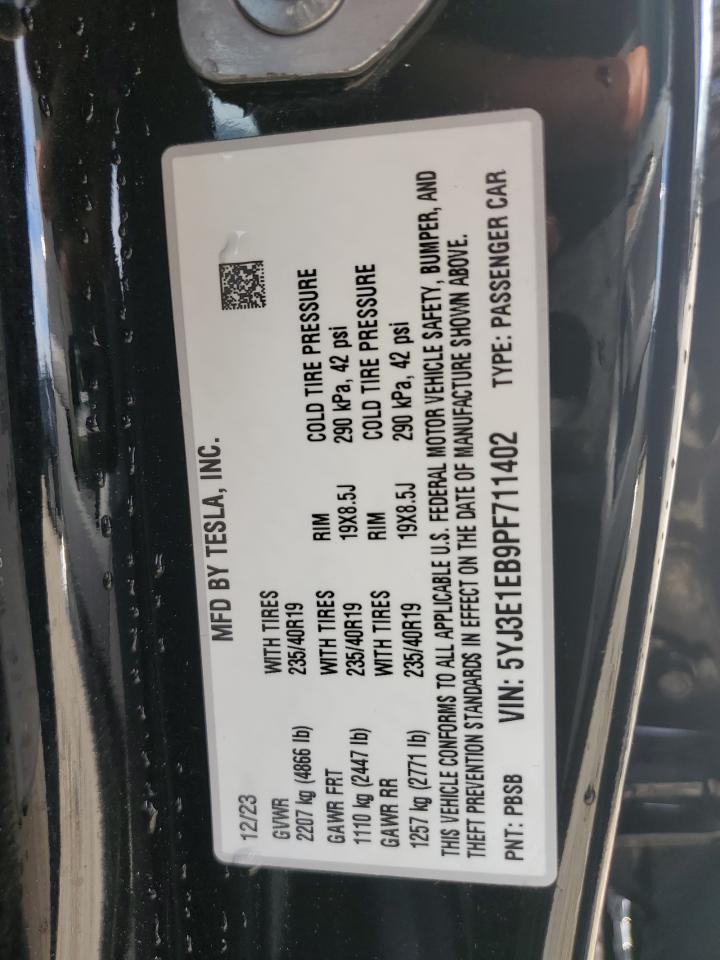 MFD BY TESLA, INC.
12/23
GVWR WITH TIRES RIM COLD TIRE PRESSURE
2207 kg (4866 lb) 235/40R19
GAWR FRT WITH TIRES RIM COLD TIRE PRESSURE
1110 kg (2447 lb) 235/40R19 19X8.5J 290 kPa, 42 psi
GAWR RR WITH TIRES RIM COLD TIRE PRESSURE
1257 kg (2771 lb) 235/40R19 19X8.5J 290 kPa, 42 psi
THIS VEHICLE CONFORMS TO ALL APPLICABLE U.S. FEDERAL MOTOR VEHICLE SAFETY, BUMPER, AND
THEFT PREVENTION STANDARDS IN EFFECT ON THE DATE OF MANUFACTURE SHOWN ABOVE.
PNT: PBSB VIN: 5YJ3E1EB9PF711402 TYPE: PASSENGER CAR